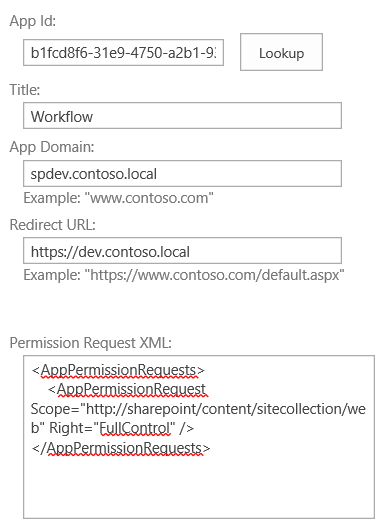 App Id:
b1fcd8f6-31e9-4750-a2b1-93
Lookup
Title:
Workflow
App Domain:
spdev.contoso.local
Example: "www.contoso.com"
Redirect URL:
https://dev.contoso.local
Example: "https://www.contoso.com/default.aspx"
Permission Request XML:
<AppPermissionRequests>
<AppPermissionRequest
Scope="http://sharepoint/content/sitecollection/we
b" Right="FullControl" />
</AppPermissionRequests>